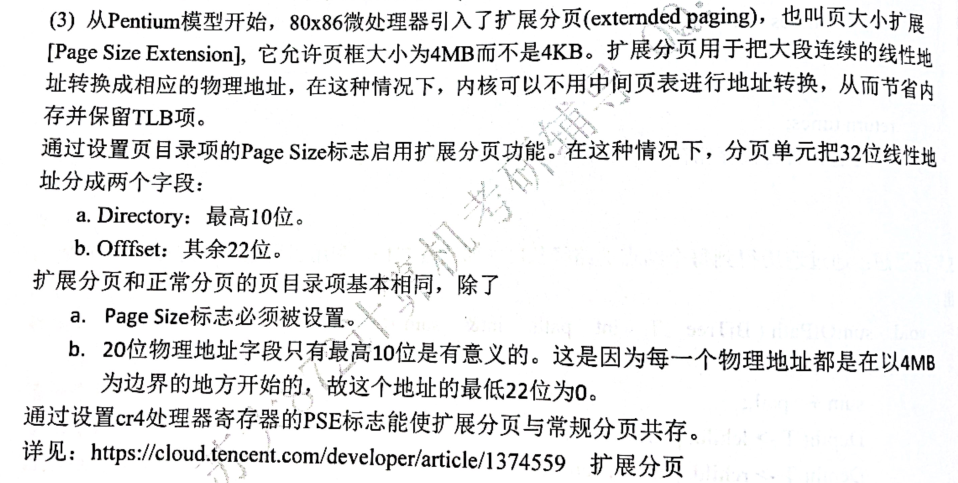 (3) 从Pentium模型开始，80x86微处理器引入了扩展分页(externded paging)，也叫页大小扩展
[Page Size Extension], 它允许页框大小为4MB而不是4KB。扩展分页用于把大段连续的线性地
址转换成相应的物理地址，在这种情况下，内核可以不用中间页表进行地址转换，从而节省内
存并保留TLB项。
通过设置页目录项的Page Size标志启用扩展分页功能。在这种情况下，分页单元把32位线性地
址分成两个字段：
a. Directory：最高10位。
b. Offfset：其余22位。
扩展分页和正常分页的页目录项基本相同，除了
a. Page Size标志必须被设置。
b. 20位物理地址字段只有最高10位是有意义的。这是因为每一个物理地址都是在以4MB
为边界的地方开始的，故这个地址的最低22位为0。
通过设置cr4处理器寄存器的PSE标志能使扩展分页与常规分页共存。
详见：https://cloud.tencent.com/developer/article/1374559 扩展分页
计算机考研辅导